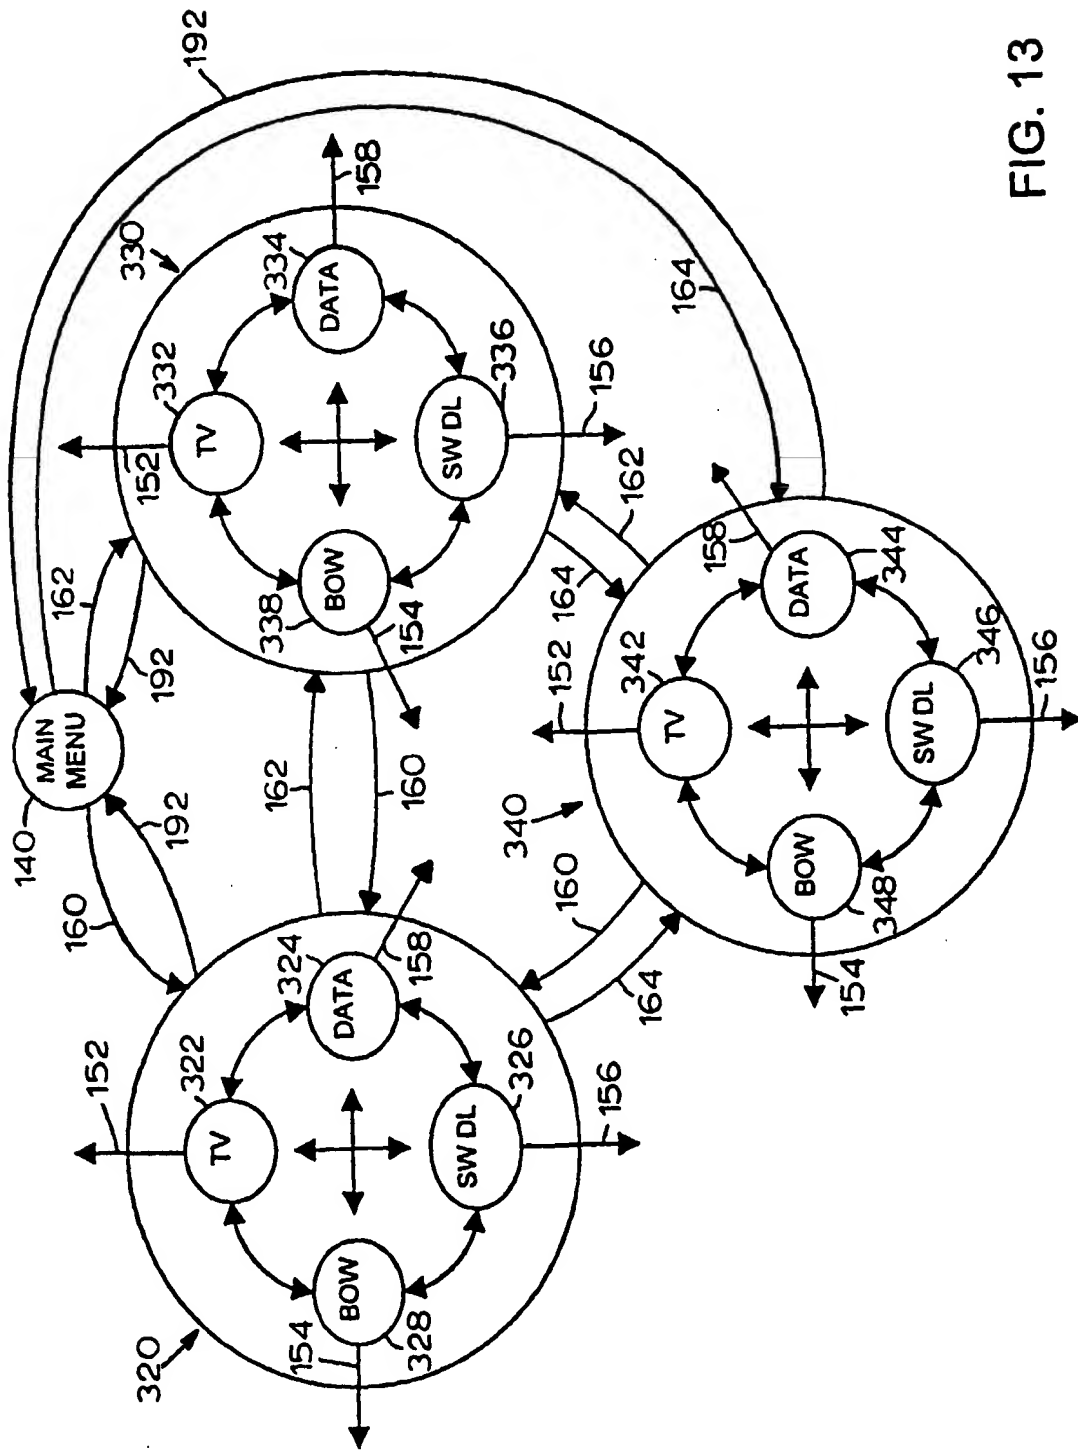 192
MAIN
MENU
140
160
192
162
192
330
152
TV
332
334
DATA
158
SW DL
336
156
BOW
338
154
162
160
164
320
152
TV
322
324
DATA
158
SW DL
326
156
BOW
328
154
160
164
164
162
340
152
TV
342
158
DATA
344
SW DL
346
156
BOW
348
154
FIG. 13